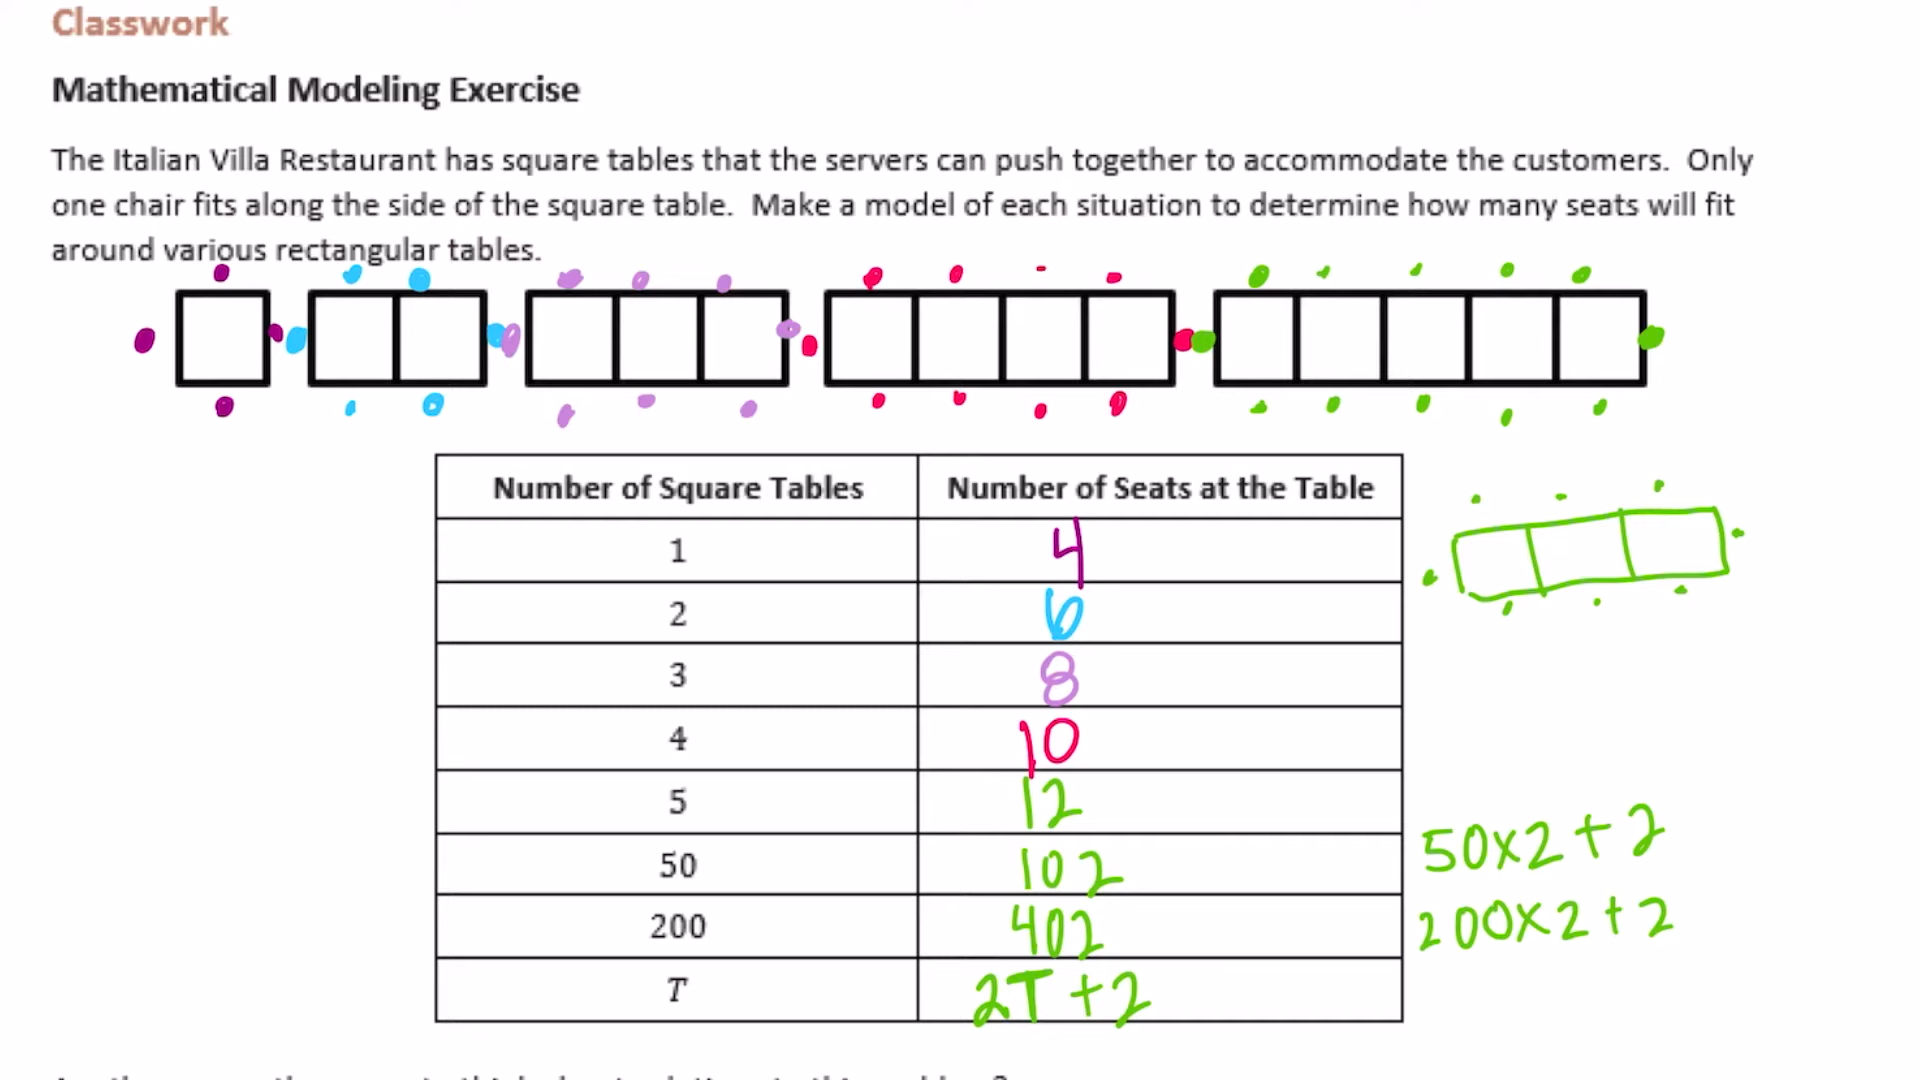 Classwork
Mathematical Modeling Exercise
The Italian Villa Restaurant has square tables that the servers can push together to accommodate the customers. Only
one chair fits along the side of the square table. Make a model of each situation to determine how many seats will fit
around various rectangular tables.
Number of Square Tables Number of Seats at the Table
1 4
2 6
3 8
4 10
5 12
50 102 50x2+2
200 402 200x2+2
T 2T+2